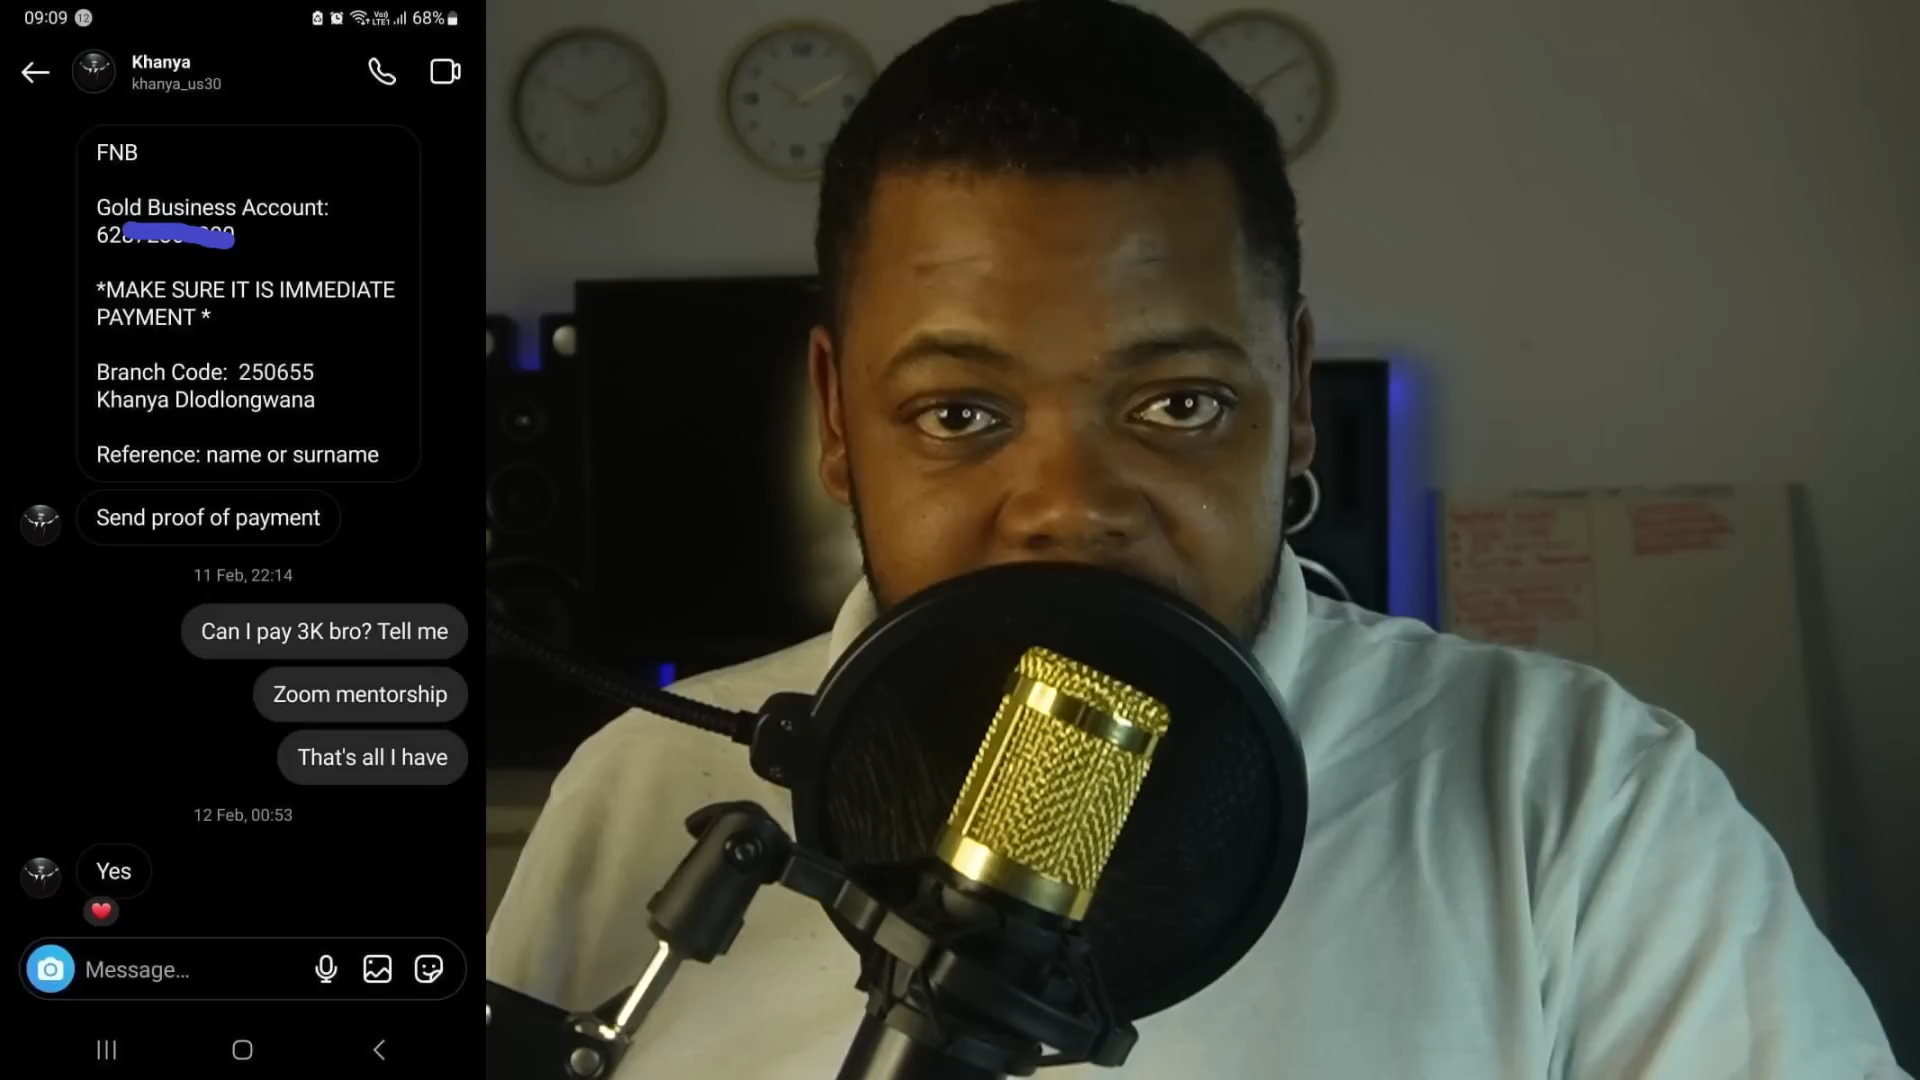 09:09 12
68%
Khanya
khanya_us30
FNB
Gold Business Account:
*MAKE SURE IT IS IMMEDIATE
PAYMENT *
Branch Code: 250655
Khanya Dlodlongwana
Reference: name or surname
Send proof of payment
11 Feb, 22:14
Can I pay 3K bro? Tell me
Zoom mentorship
That's all I have
12 Feb, 00:53
Yes
Message...